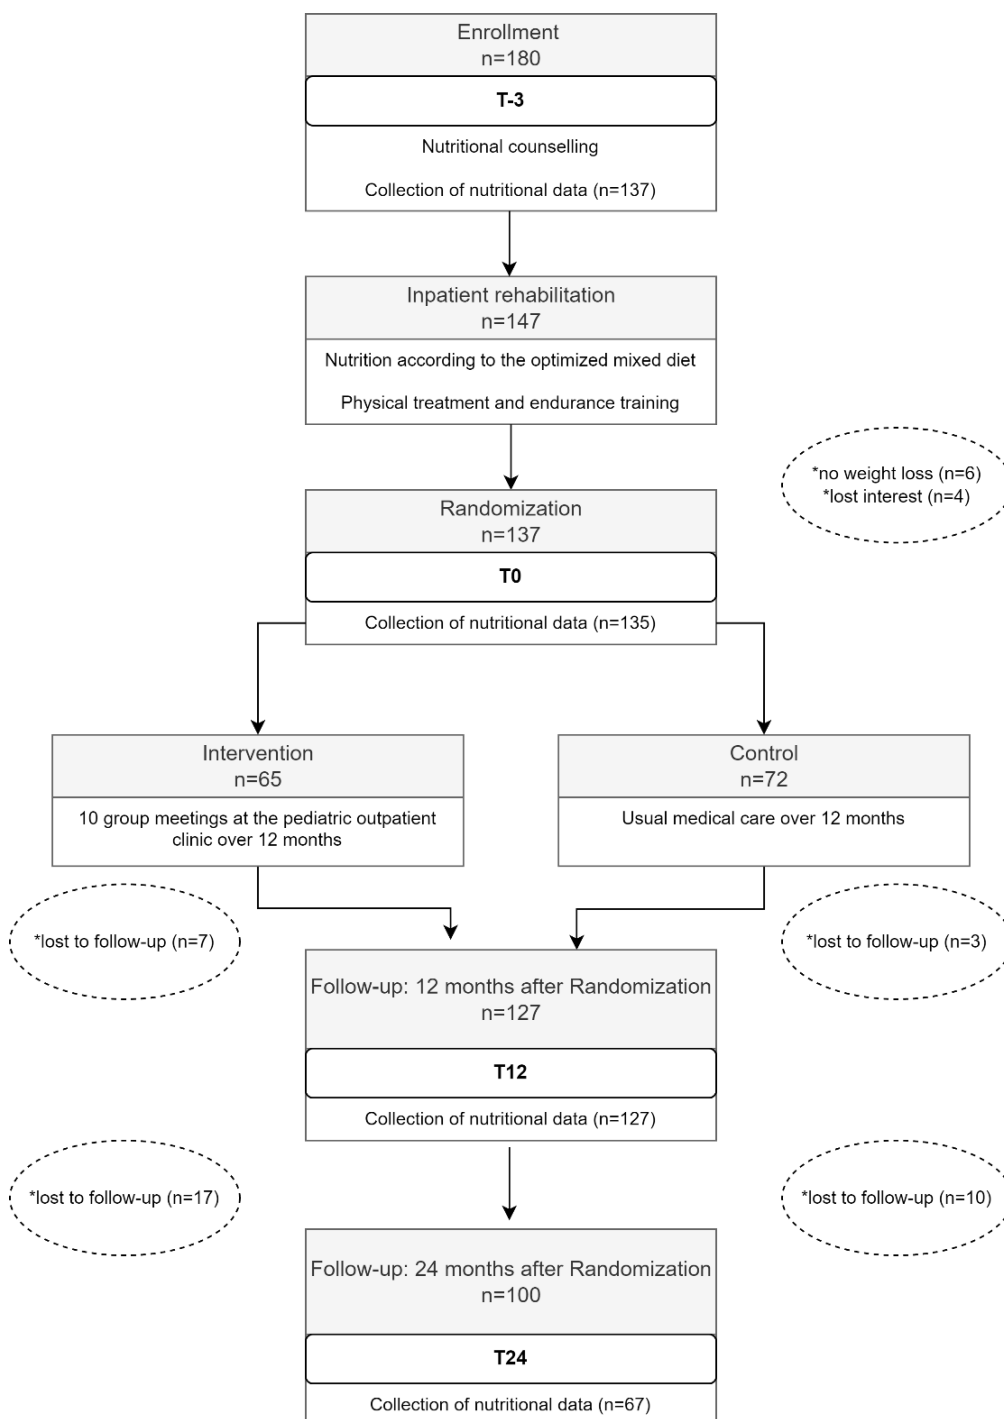 Enrollment
n=180
T-3
Nutritional counselling
Collection of nutritional data (n=137)
Inpatient rehabilitation
n=147
Nutrition according to the optimized mixed diet
Physical treatment and endurance training
*no weight loss (n=6)
*lost interest (n=4)
Randomization
n=137
T0
Collection of nutritional data (n=135)
Intervention
n=65
10 group meetings at the pediatric outpatient
clinic over 12 months
Control
n=72
Usual medical care over 12 months
*lost to follow-up (n=7)
*lost to follow-up (n=3)
Follow-up: 12 months after Randomization
n=127
T12
Collection of nutritional data (n=127)
*lost to follow-up (n=17)
*lost to follow-up (n=10)
Follow-up: 24 months after Randomization
n=100
T24
Collection of nutritional data (n=67)